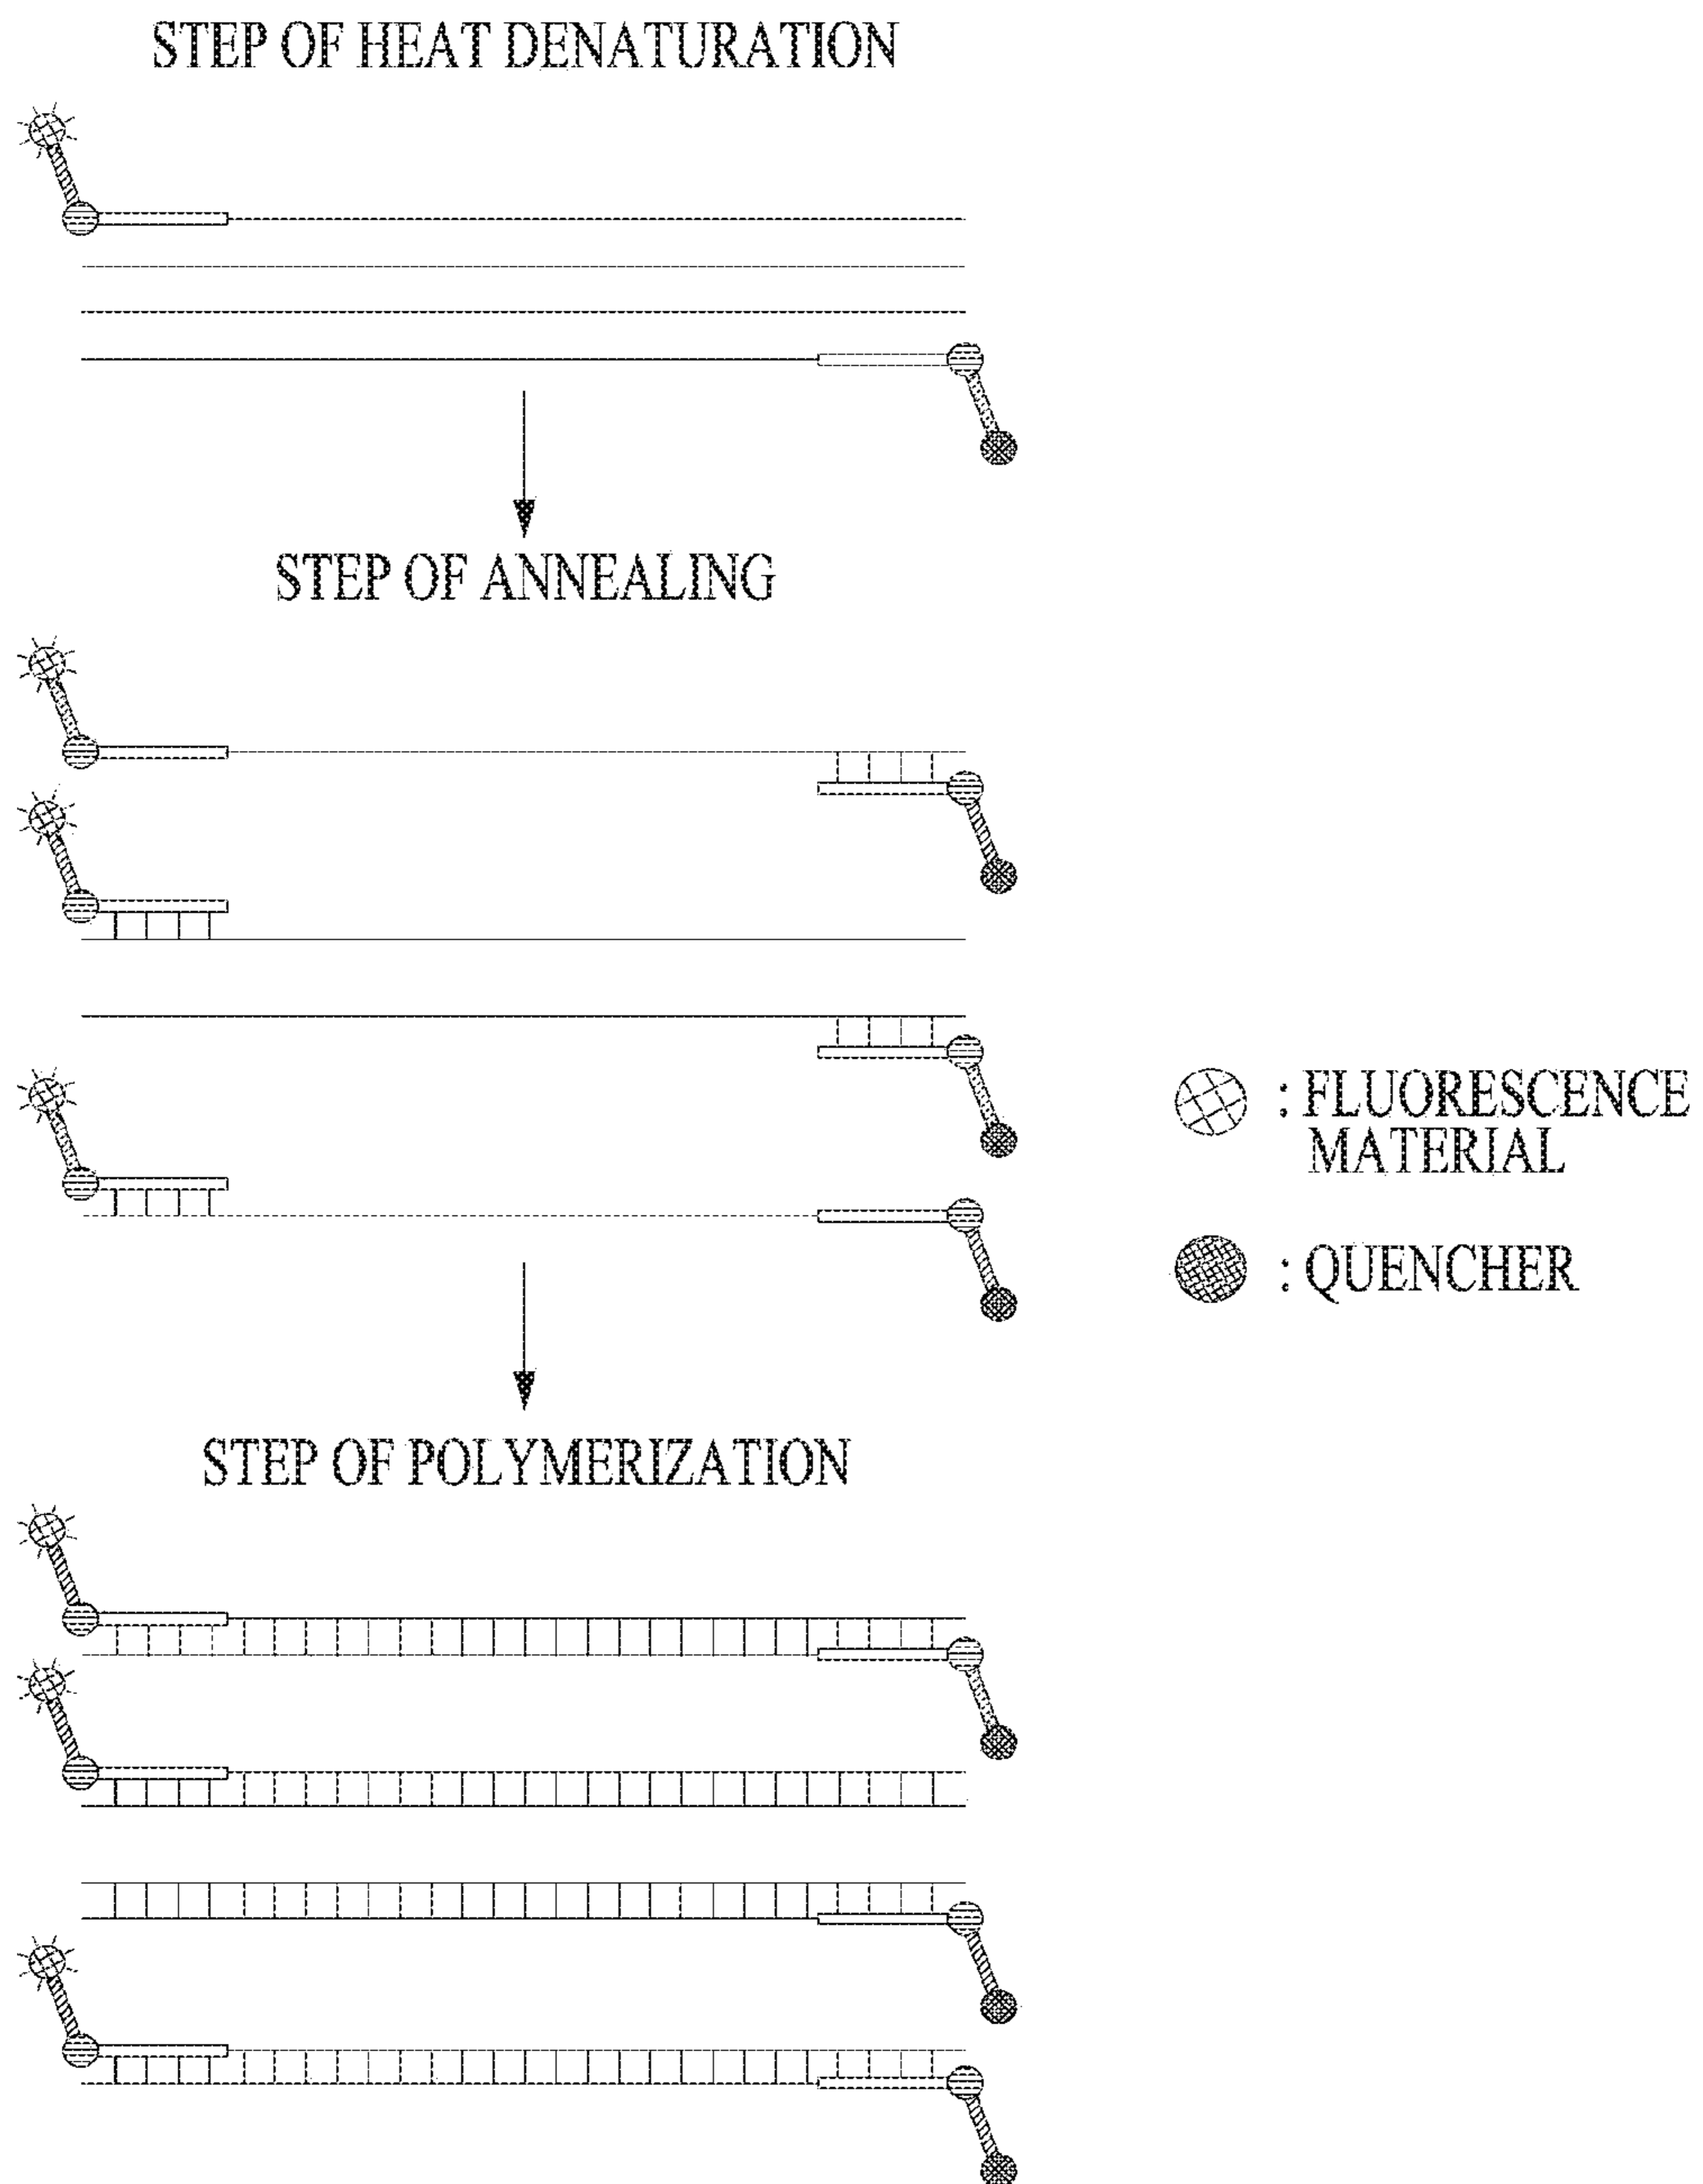 STEP OF HEAT DENATURATION
STEP OF ANNEALING
: FLUORESCENCE
MATERIAL
: QUENCHER
STEP OF POLYMERIZATION